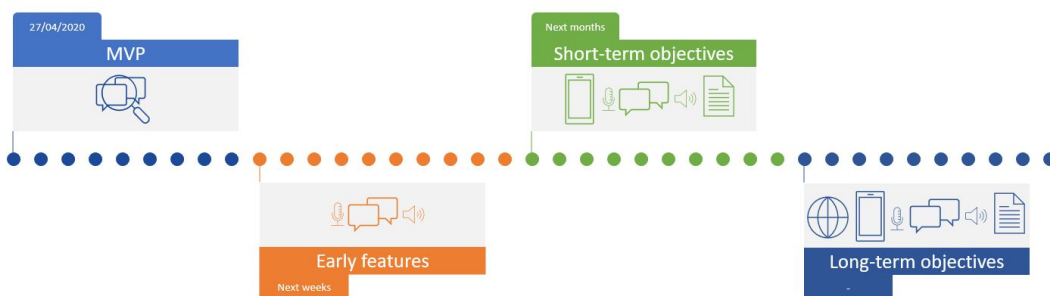 27/04/2020
MVP
Early features
Next weeks
Next months
Short-term objectives
Long-term objectives
-